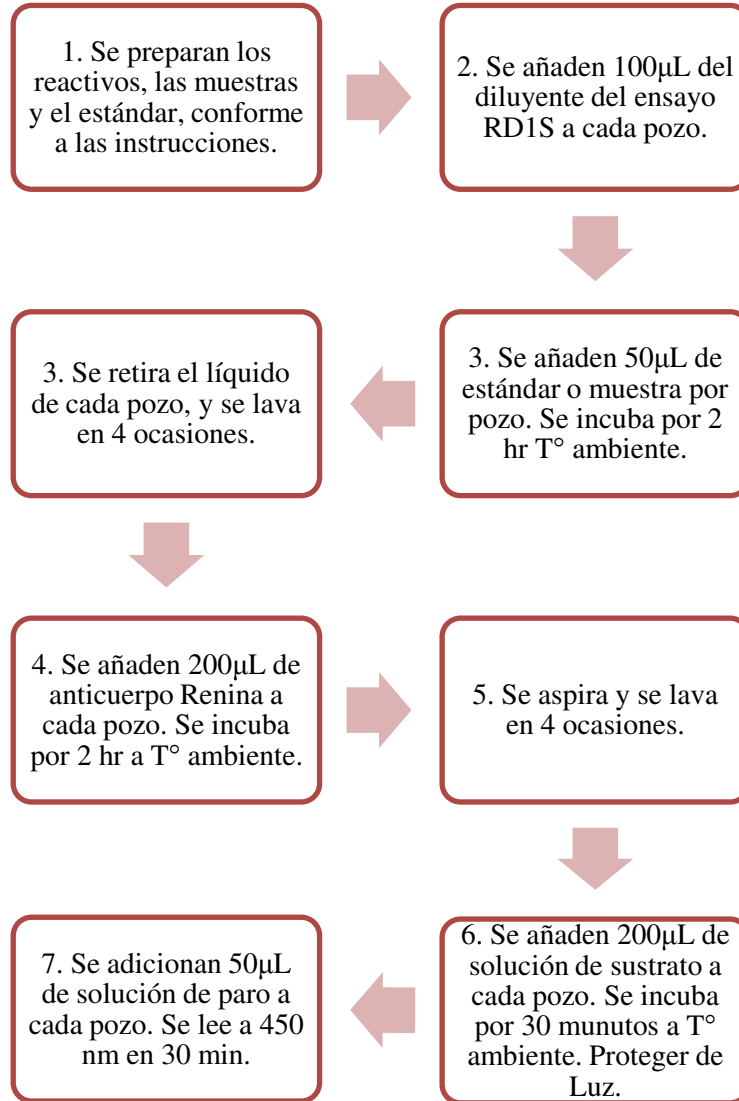 1. Se preparan los
reactivos, las muestras
y el estándar, conforme
a las instrucciones.
2. Se añaden 100μL del
diluyente del ensayo
RD1S a cada pozo.
3. Se añaden 50μL de
estándar o muestra por
pozo. Se incuba por 2
hr T° ambiente.
3. Se retira el líquido
de cada pozo, y se lava
en 4 ocasiones.
4. Se añaden 200μL de
anticuerpo Renina a
cada pozo. Se incuba
por 2 hr a T° ambiente.
5. Se aspira y se lava
en 4 ocasiones.
6. Se añaden 200μL de
solución de sustrato a
cada pozo. Se incuba
por 30 munutos a T°
ambiente. Proteger de
Luz.
7. Se adicionan 50μL
de solución de paro a
cada pozo. Se lee a 450
nm en 30 min.